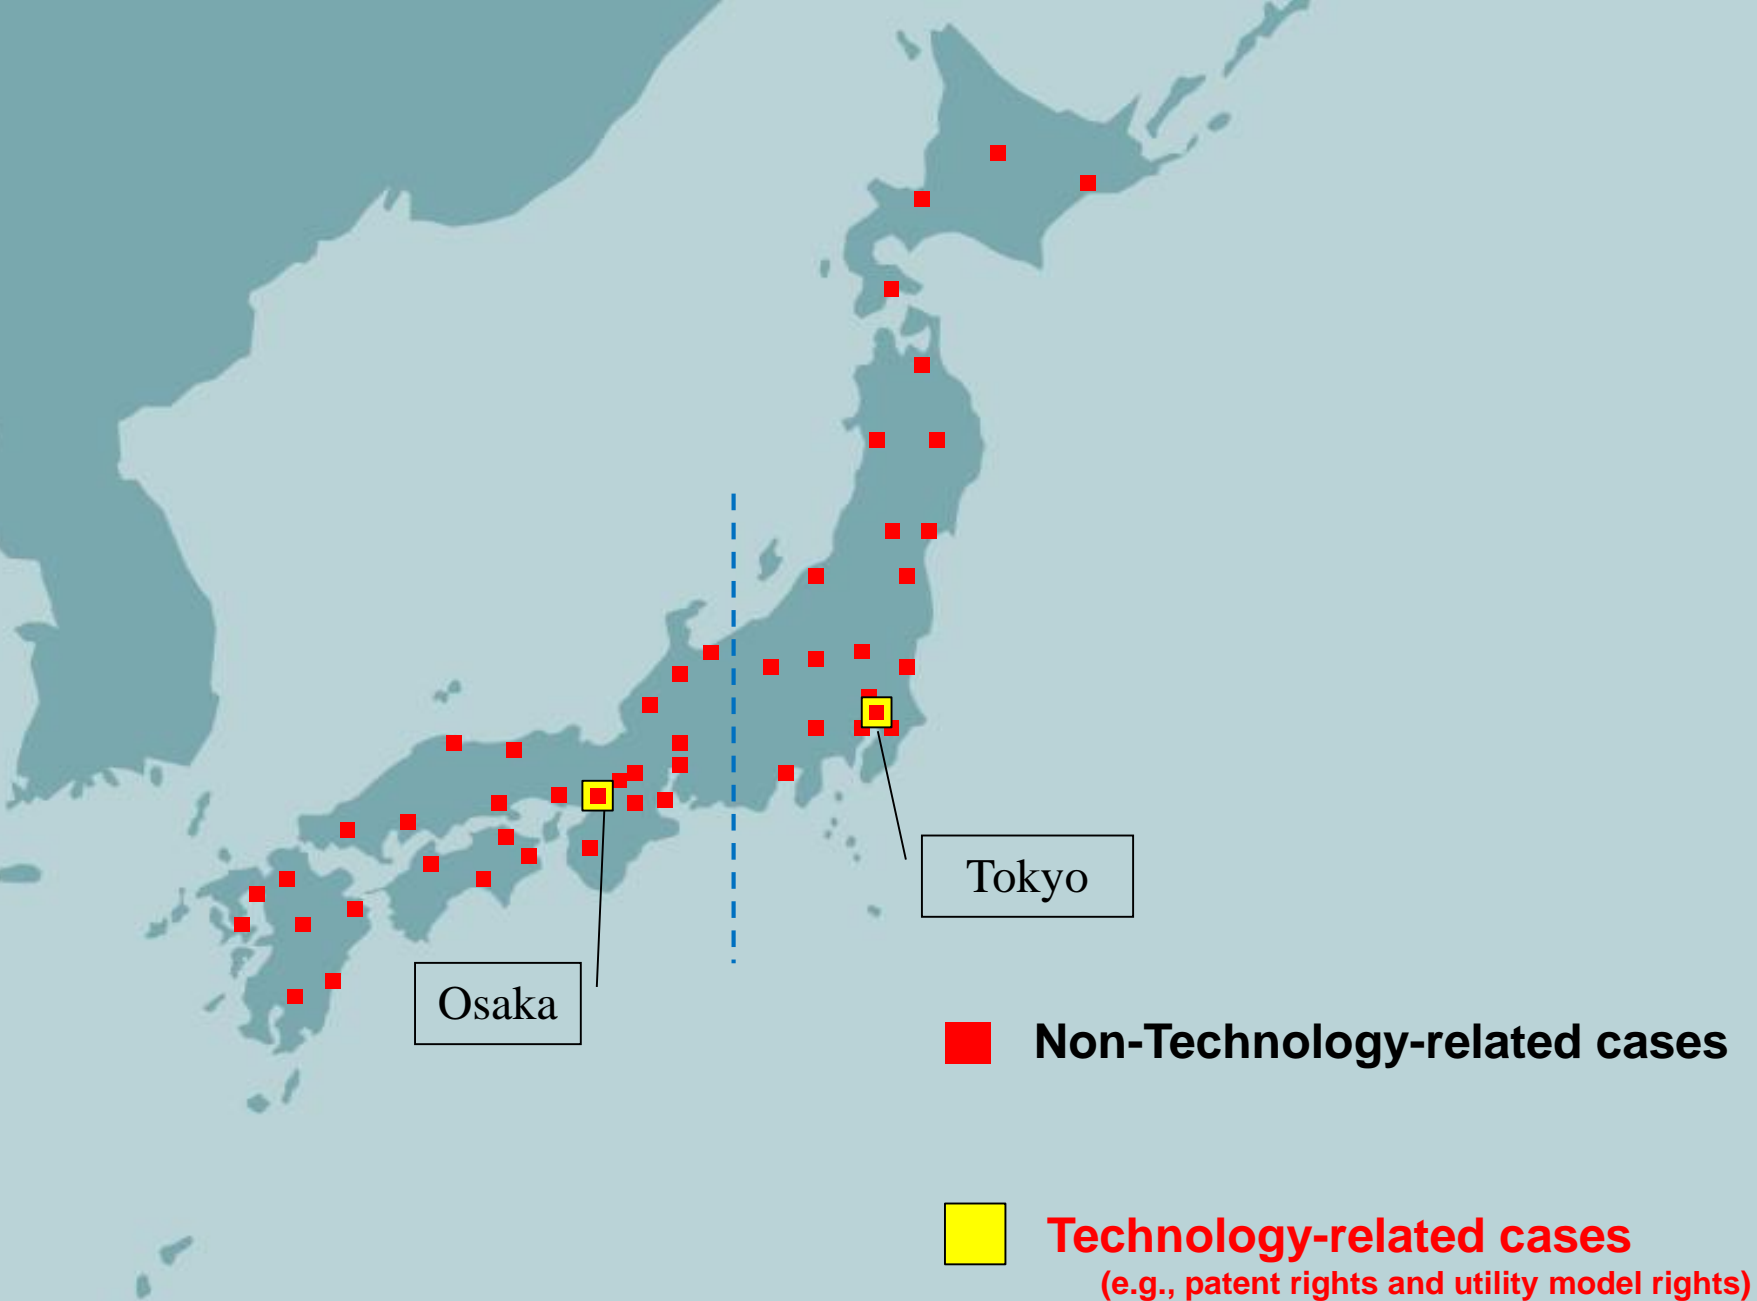 Tokyo
Osaka
Non-Technology-related cases
Technology-related cases
(e.g., patent rights and utility model rights)